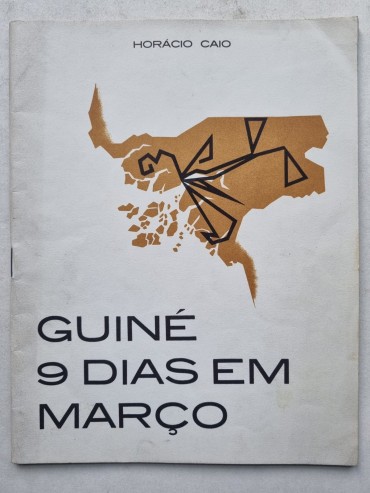 HORÁCIO CAIO
GUINÉ
9 DIAS EM
MARÇO